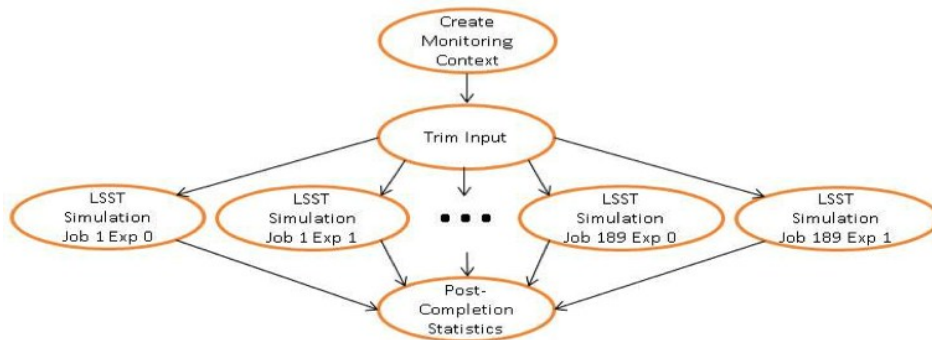 Create
Monitoring
Context
Trim Input
LSST
Simulation
Job 1 Exp 0
LSST
Simulation
Job 1 Exp 1
LSST
Simulation
Job 189 Exp 0
LSST
Simulation
Job 189 Exp 1
Post-
Completion
Statistics